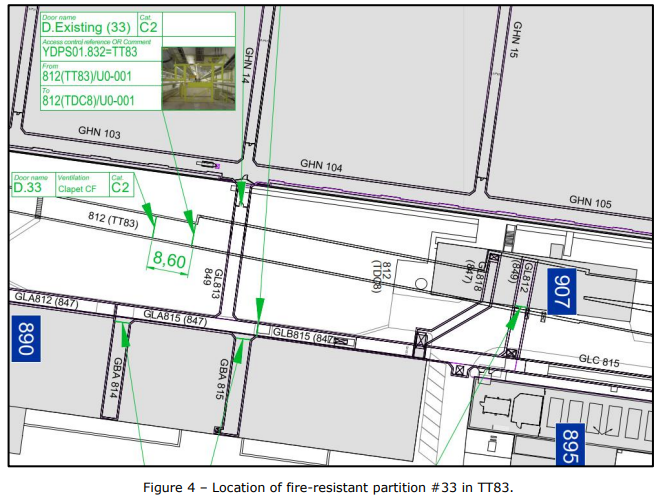 Door name
D.Existing (33)
Cat.
C2
Access control reference OR Comment
YDPS01.832=TT83
From
812(TT83)/U0-001
To
812(TDC8)/U0-001
GHN 14
GHN 15
GHN 103
GHN 104
GHN 105
Door name
D.33
Ventilation
Clapet CF
Cat.
C2
812 (TT83)
8,60
GL813
849
812
(TDC8)
GL816
(847)
GL812
(849)
907
GLA812 (847)
GLA815 (847)
GLB815 (847)
GLC 815
890
GBA 814
GBA 815
895
Figure 4 – Location of fire-resistant partition #33 in TT83.